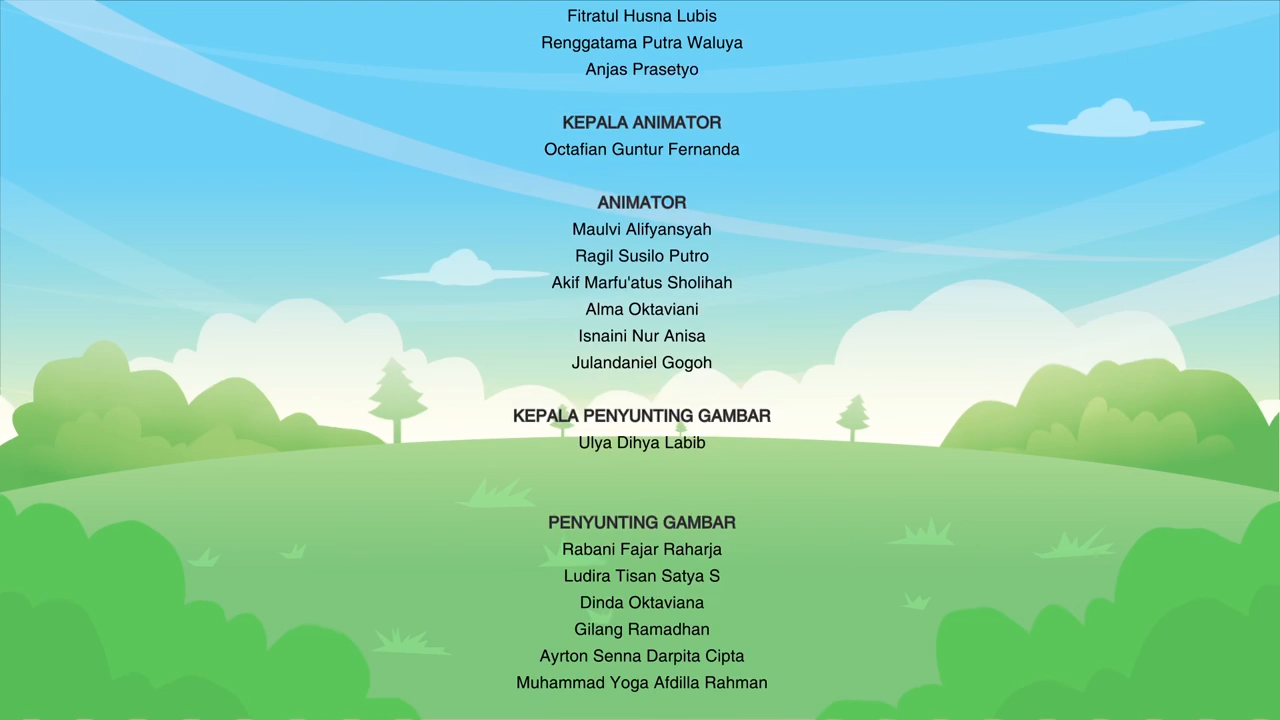 Fitratul Husna Lubis
Renggatama Putra Waluya
Anjas Prasetyo
KEPALA ANIMATOR
Octafian Guntur Fernanda
ANIMATOR
Maulvi Alifyansyah
Ragil Susilo Putro
Akif Marfu'atus Sholihah
Alma Oktaviani
Isnaini Nur Anisa
Julandaniel Gogoh
KEPALA PENYUNTING GAMBAR
Ulya Dihya Labib
PENYUNTING GAMBAR
Rabani Fajar Raharja
Ludira Tisan Satya S
Dinda Oktaviana
Gilang Ramadhan
Ayrton Senna Darpita Cipta
Muhammad Yoga Afdilla Rahman